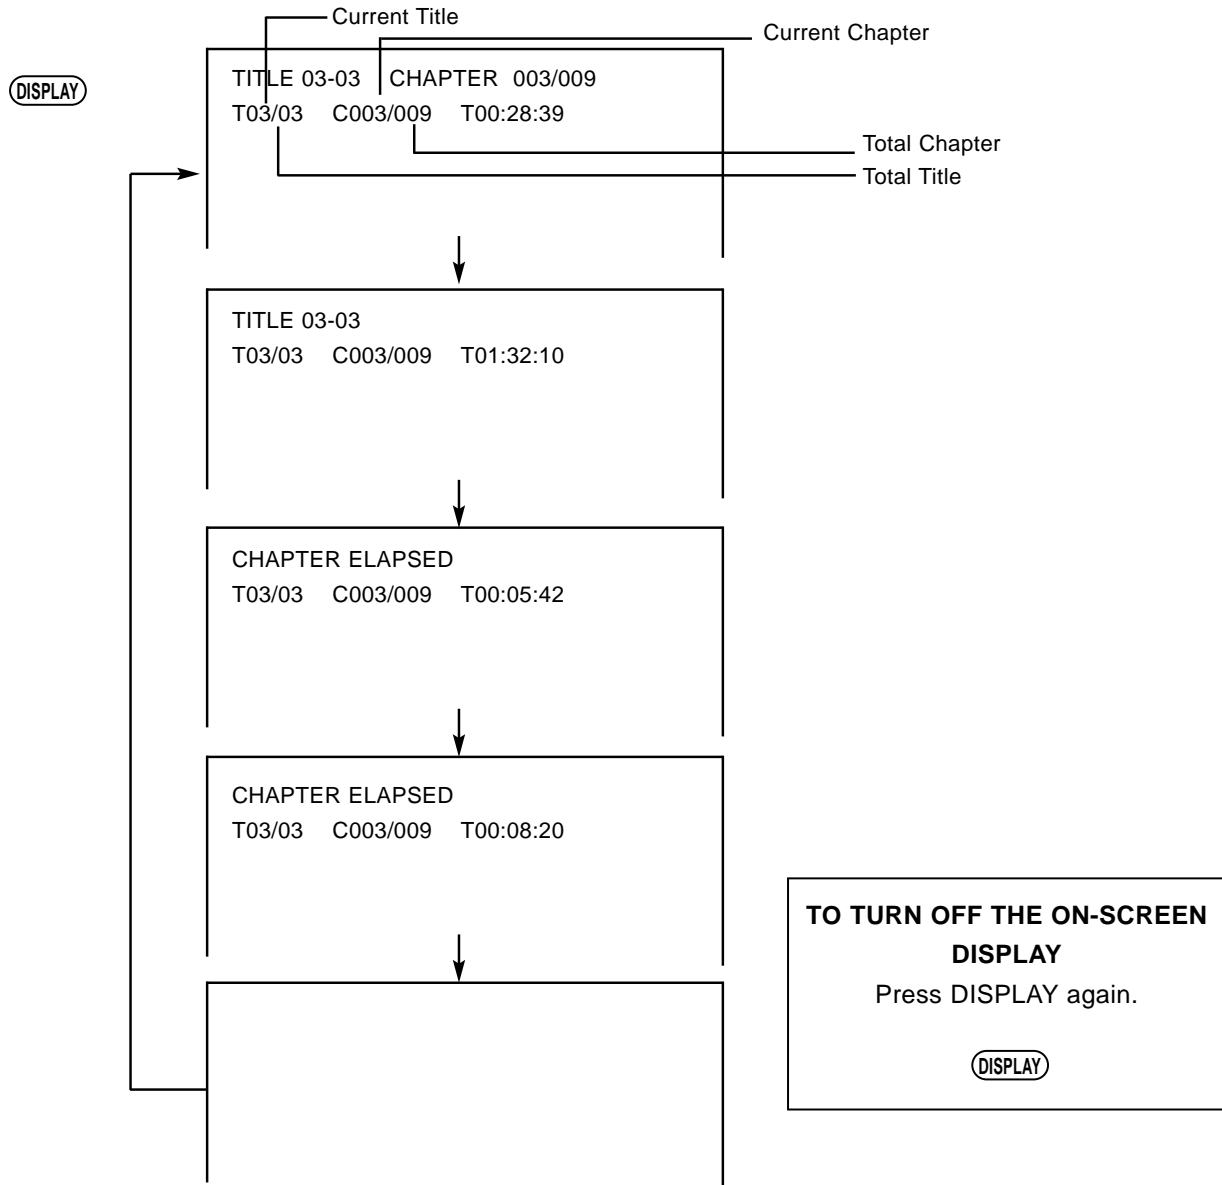 Current Title
Current Chapter
DISPLAY
TITLE 03-03 CHAPTER 003/009
T03/03 C003/009 T00:28:39
Total Chapter
Total Title
TITLE 03-03
T03/03 C003/009 T01:32:10
CHAPTER ELAPSED
T03/03 C003/009 T00:05:42
CHAPTER ELAPSED
T03/03 C003/009 T00:08:20
TO TURN OFF THE ON-SCREEN
DISPLAY
Press DISPLAY again.
DISPLAY